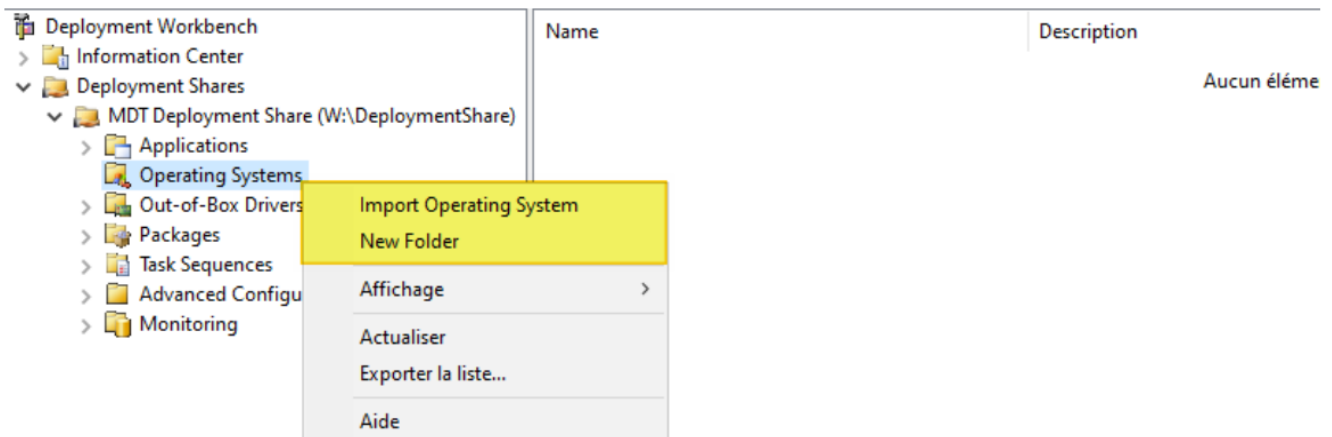 Deployment Workbench
Information Center
Deployment Shares
MDT Deployment Share (W:\DeploymentShare)
Applications
Operating Systems
Out-of-Box Drivers
Packages
Task Sequences
Advanced Configu
Monitoring
Name
Description
Aucun éléme
Import Operating System
New Folder
Affichage
Actualiser
Exporter la liste...
Aide